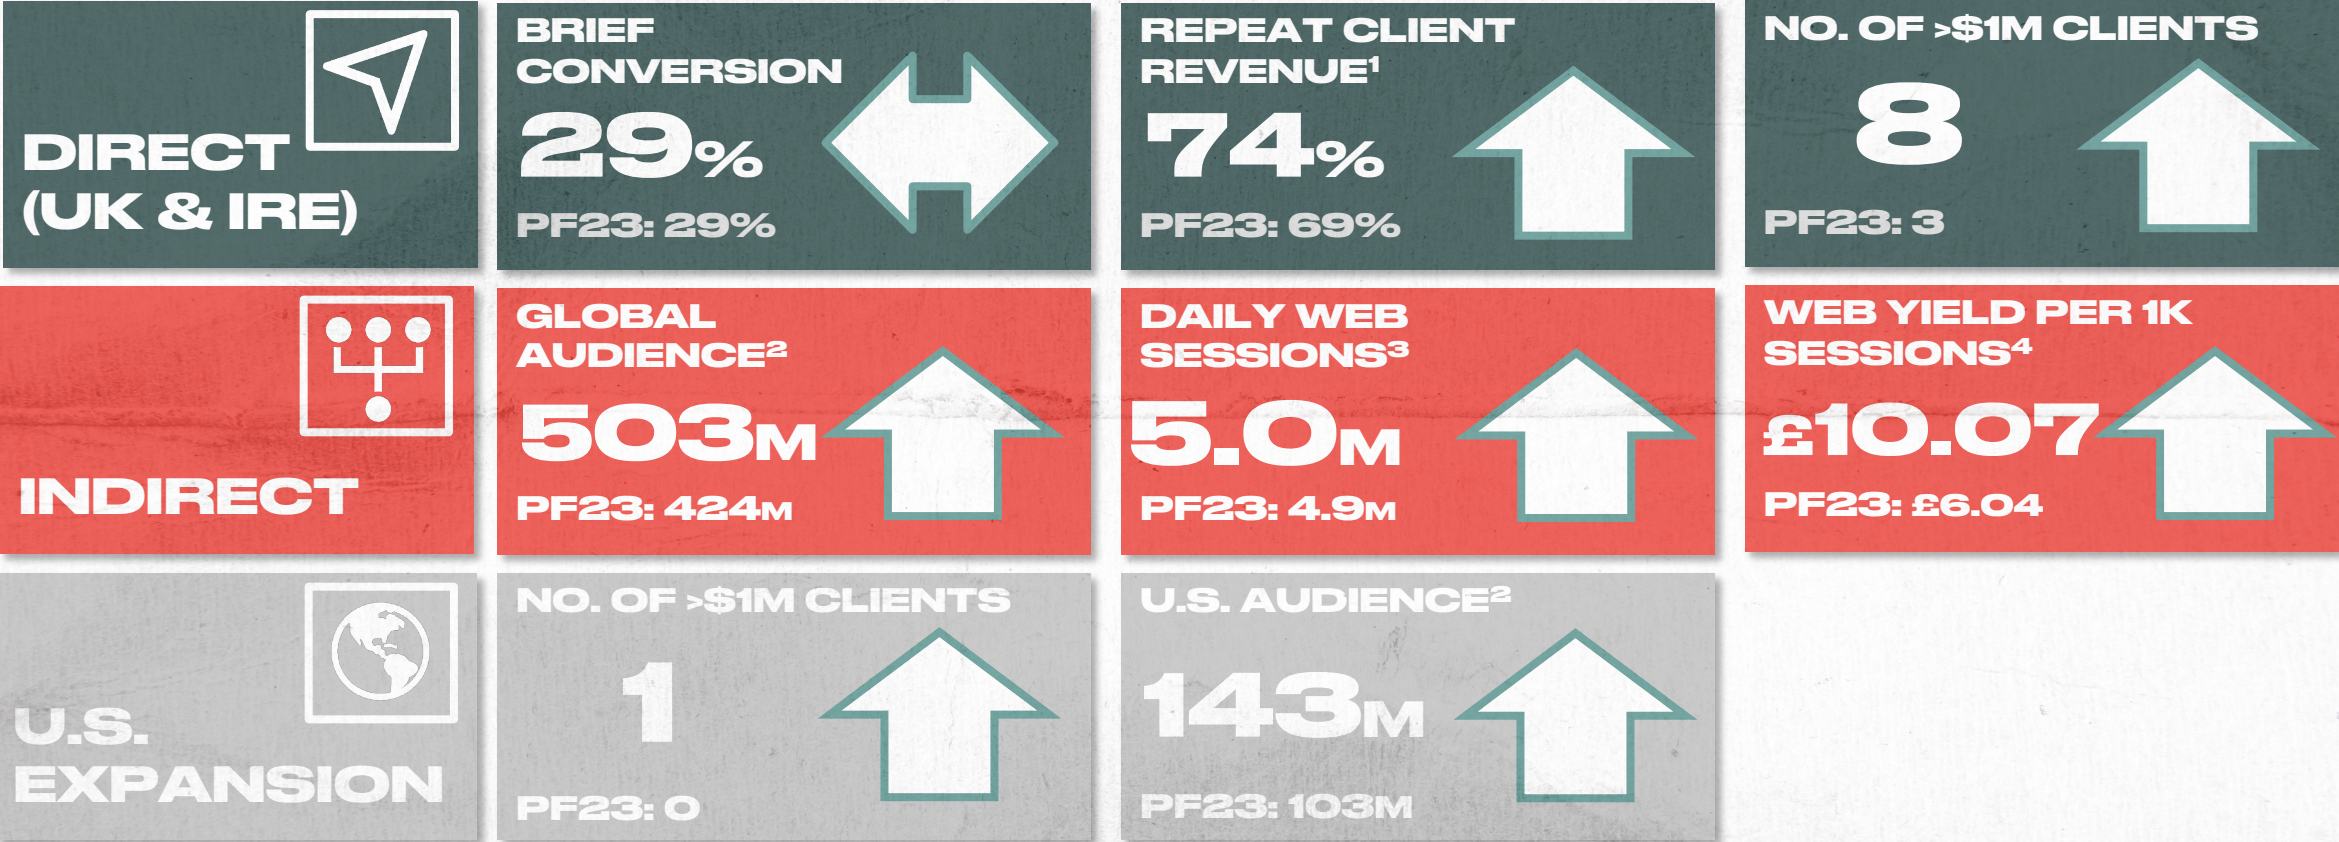 DIRECT
(UK & IRE)
BRIEF
CONVERSION
29%
PF23: 29%
REPEAT CLIENT
REVENUE¹
74%
PF23: 69%
NO. OF >$1M CLIENTS
8
PF23: 3
INDIRECT
GLOBAL
AUDIENCE²
503M
PF23: 424M
DAILY WEB
SESSIONS³
5.0M
PF23: 4.9M
WEB YIELD PER 1K
SESSIONS⁴
£10.07
PF23: £6.04
U.S.
EXPANSION
NO. OF >$1M CLIENTS
1
PF23: 0
U.S. AUDIENCE²
143M
PF23: 103M